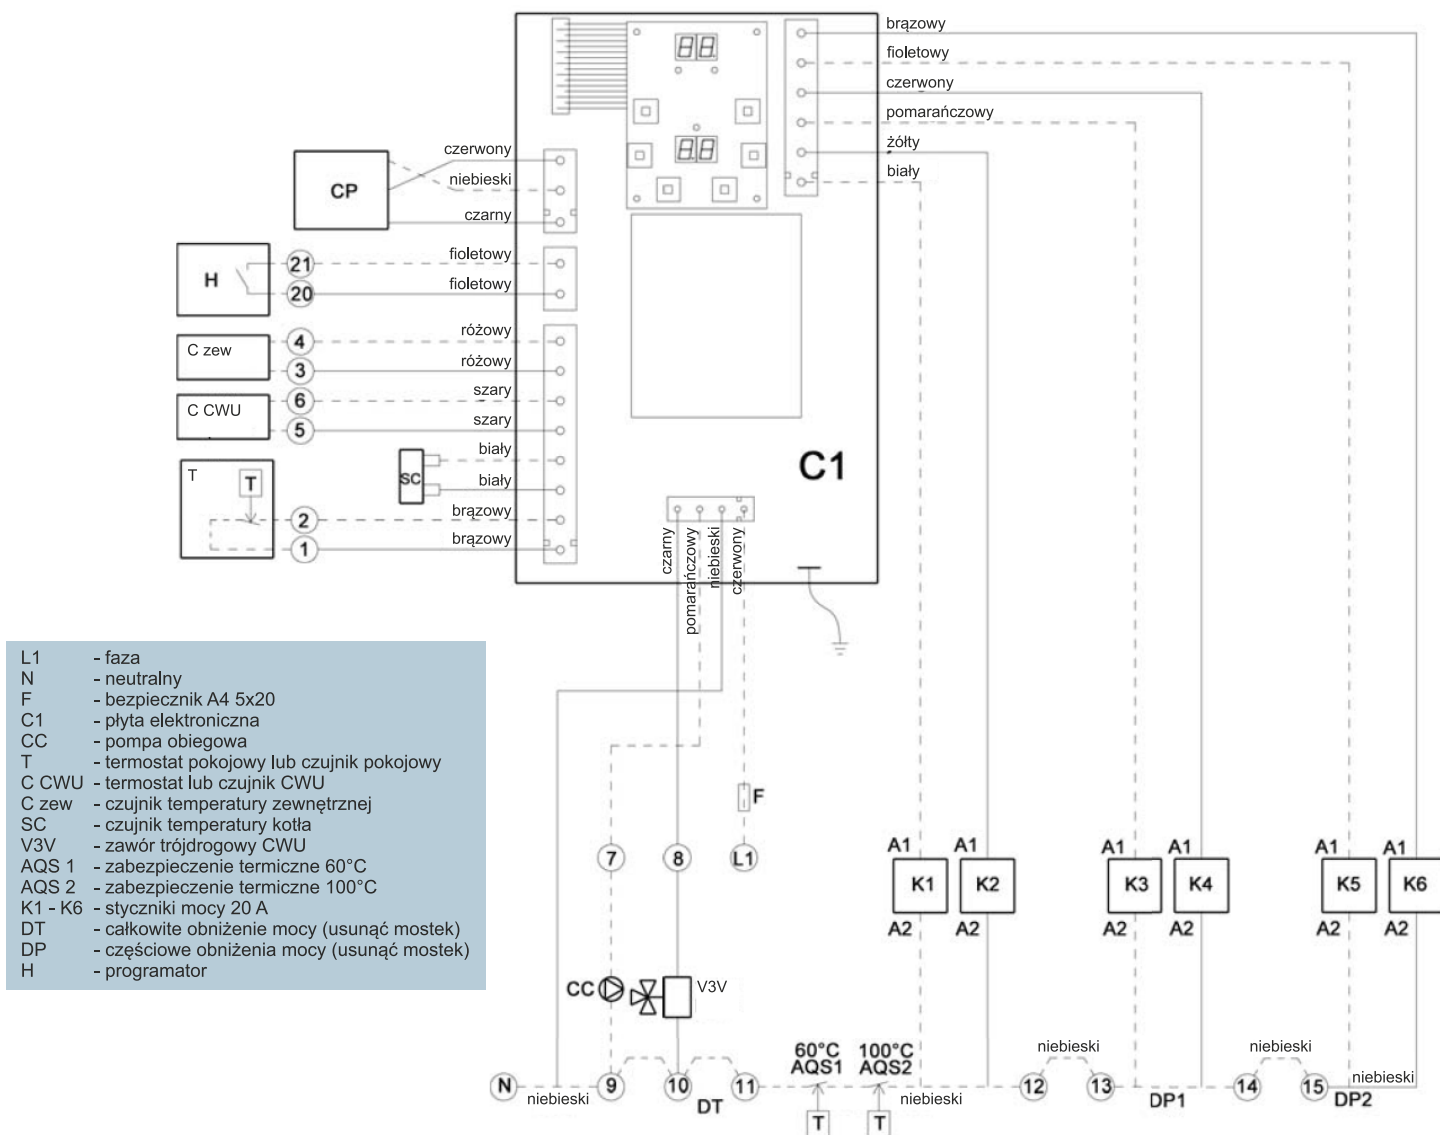 brązowy
fioletowy
czerwony
pomarańczowy
żółty
biały
czerwony
niebieski
czarny
CP
fioletowy
fioletowy
H
21
20
różowy
różowy
C zew
4
3
szary
szary
C CWU
6
5
biały
biały
SC
C1
T
T
brązowy
brązowy
2
1
czarny
pomarańczowy
niebieski
czerwony
L1 - faza
N - neutralny
F - bezpiecznik A4 5x20
C1 - płyta elektroniczna
CC - pompa obiegowa
T - termostat pokojowy lub czujnik pokojowy
C CWU - termostat lub czujnik CWU
C zew - czujnik temperatury zewnętrznej
SC - czujnik temperatury kotła
V3V - zawór trójdrogowy CWU
AQS 1 - zabezpieczenie termiczne 60°C
AQS 2 - zabezpieczenie termiczne 100°C
K1 - K6 - styczniki mocy 20 A
DT - całkowite obniżenie mocy (usunąć mostek)
DP - częściowe obniżenia mocy (usunąć mostek)
H - programator
F
7
8
L1
A1 A1 A1 A1 A1 A1
K1 K2 K3 K4 K5 K6
A2 A2 A2 A2 A2 A2
CC
V3V
60°C 100°C
AQS1 AQS2
niebieski
niebieski
N
niebieski
9
10
11
DT
T
T
niebieski
12
13
DP1
14
15
DP2
niebieski